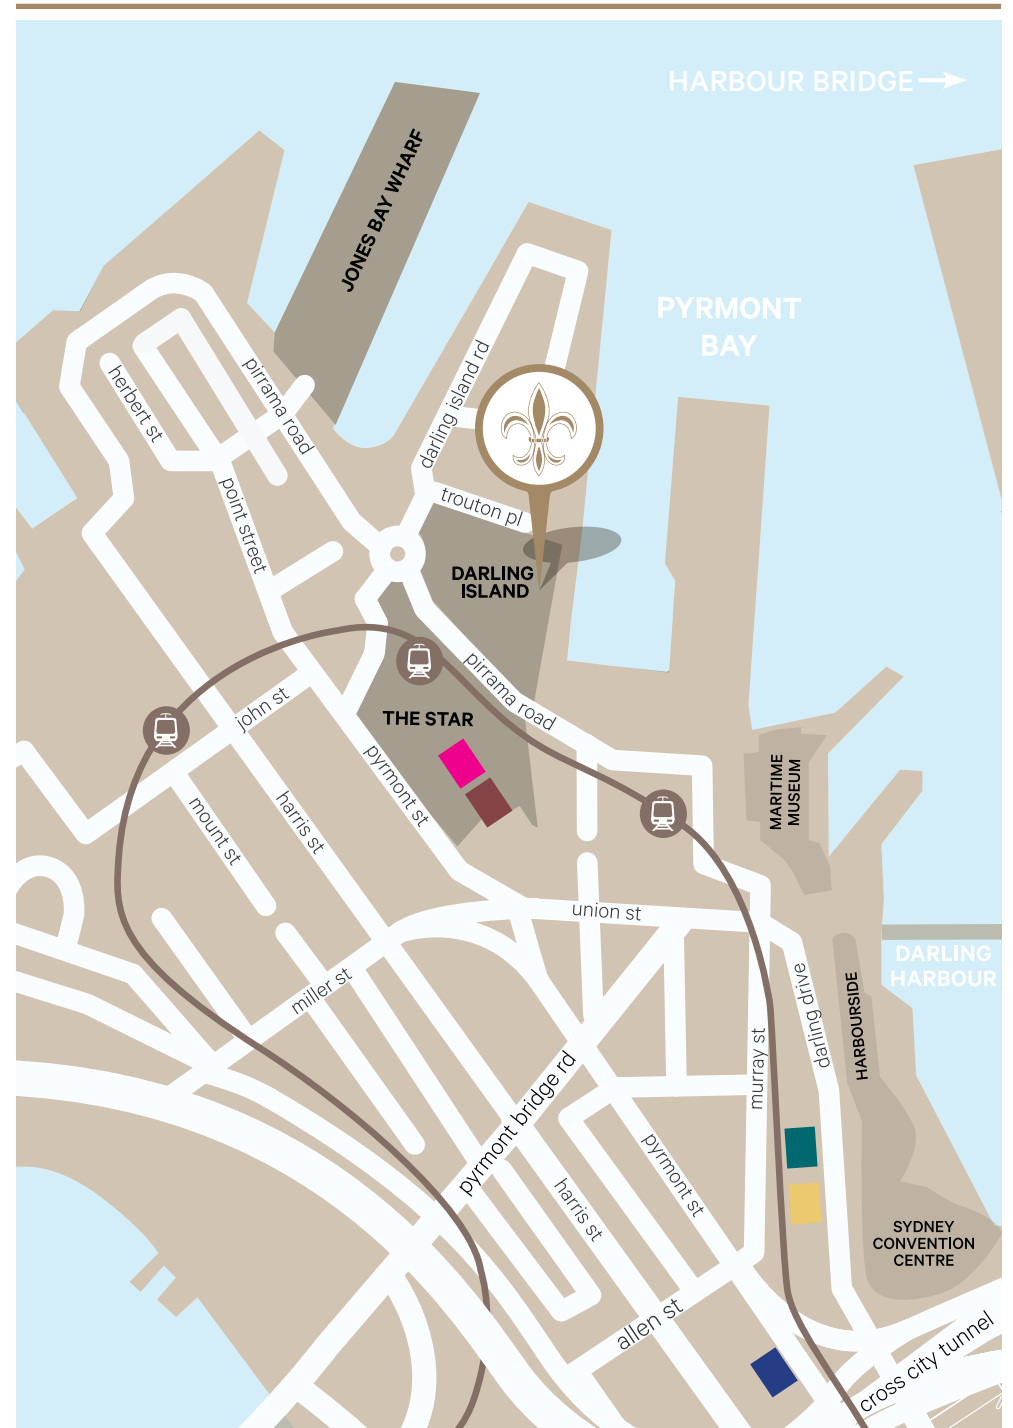 HARBOUR BRIDGE
JONES BAY WHARF
PYRMONT
BAY
herbert st
pirrama road
darling island rd
point street
trouton pl
DARLING
ISLAND
pirrama road
john st
THE STAR
pyrmont st
mount st
harris st
MARITIME
MUSEUM
union st
miller st
DARLING
HARBOUR
darling drive
HARBOURSIDE
murray st
pyrmont bridge rd
pyrmont st
harris st
SYDNEY
CONVENTION
CENTRE
allen st
cross city tunnel